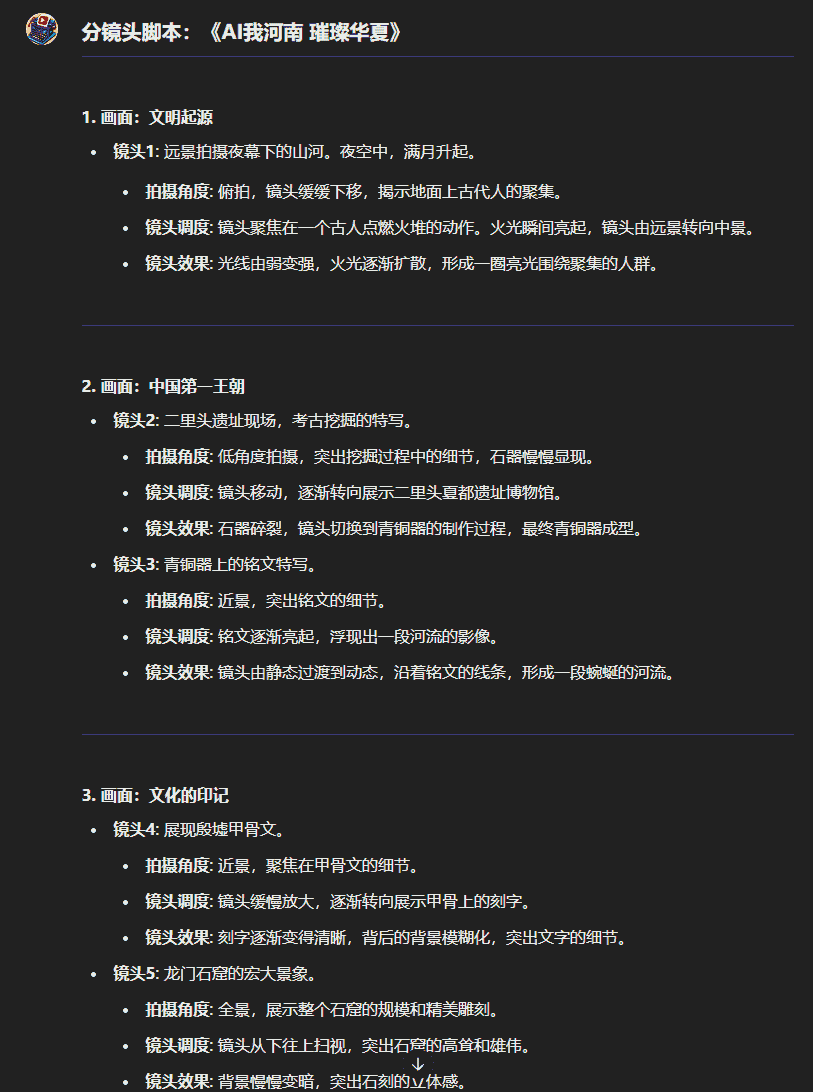 分镜头脚本：《AI我河南 璀璨华夏》
1. 画面：文明起源
镜头1: 远景拍摄夜幕下的山河。夜空中，满月升起。
拍摄角度: 俯拍，镜头缓缓下移，揭示地面上古代人的聚集。
镜头调度: 镜头聚焦在一个古人点燃火堆的动作。火光瞬间亮起，镜头由远景转向中景。
镜头效果: 光线由弱变强，火光逐渐扩散，形成一圈亮光围绕聚集的人群。
2. 画面：中国第一王朝
镜头2: 二里头遗址现场，考古挖掘的特写。
拍摄角度: 低角度拍摄，突出挖掘过程中的细节，石器慢慢显现。
镜头调度: 镜头移动，逐渐转向展示二里头夏都遗址博物馆。
镜头效果: 石器碎裂，镜头切换到青铜器的制作过程，最终青铜器成型。
镜头3: 青铜器上的铭文特写。
拍摄角度: 近景，突出铭文的细节。
镜头调度: 铭文逐渐亮起，浮现出一段河流的影像。
镜头效果: 镜头由静态过渡到动态，沿着铭文的线条，形成一段蜿蜒的河流。
3. 画面：文化的印记
镜头4: 展现殷墟甲骨文。
拍摄角度: 近景，聚焦在甲骨文的细节。
镜头调度: 镜头缓慢放大，逐渐转向展示甲骨上的刻字。
镜头效果: 刻字逐渐变得清晰，背后的背景模糊化，突出文字的细节。
镜头5: 龙门石窟的宏大景象。
拍摄角度: 全景，展示整个石窟的规模和精美雕刻。
镜头调度: 镜头从下往上扫视，突出石窟的高耸和雄伟。
镜头效果: 背景慢慢变暗，突出石刻的立体感。